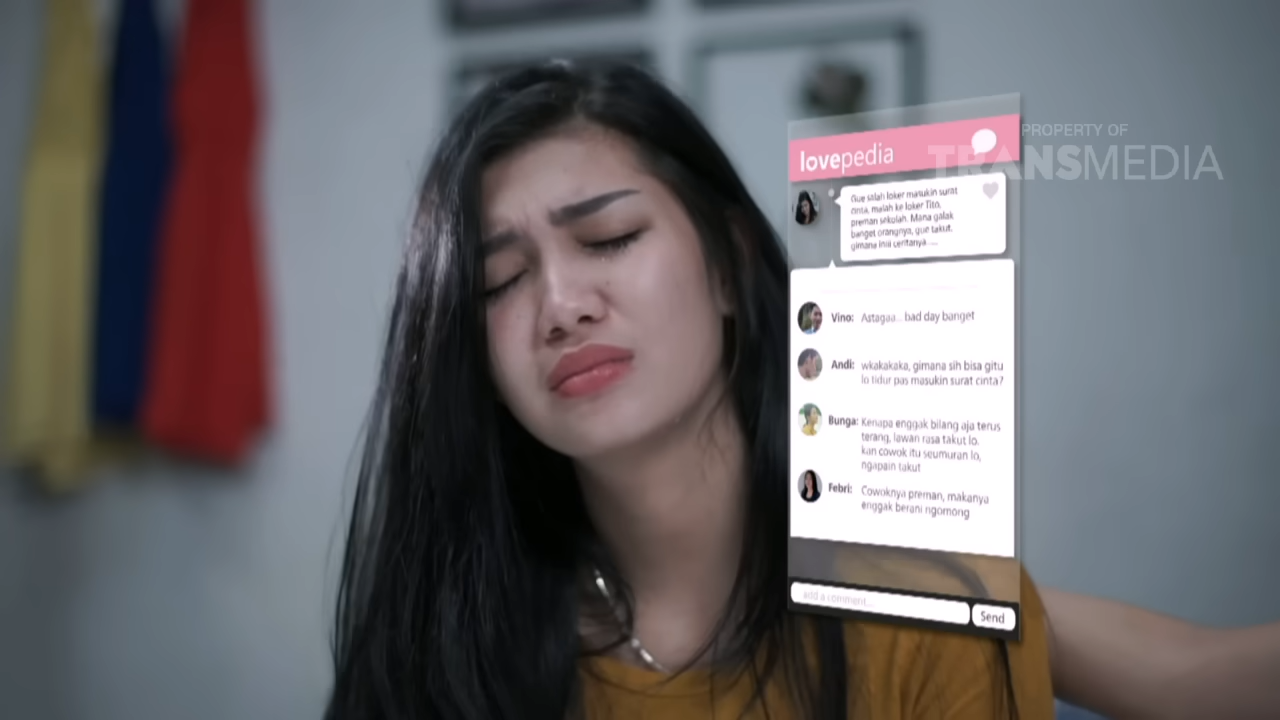 PROPERTY OF
TRANSMEDIA
lovepedia
Gue salah loker masukin surat
cinta, malah ke loker Tito,
preman sekolah. Mana galak
banget orangnya, gue takut.
gimana inii ceritanya ....
Vino: Astagaa.. bad day banget
Andi: wkakakaka, gimana sih bisa gitu
lo tidur pas masukin surat cinta?
Bunga: Kenapa enggak bilang aja terus
terang, lawan rasa takut lo.
kan cowok itu seumuran lo,
ngapain takut
Febri: Cowoknya preman, makanya
enggak berani ngomong
add a comment...
Send